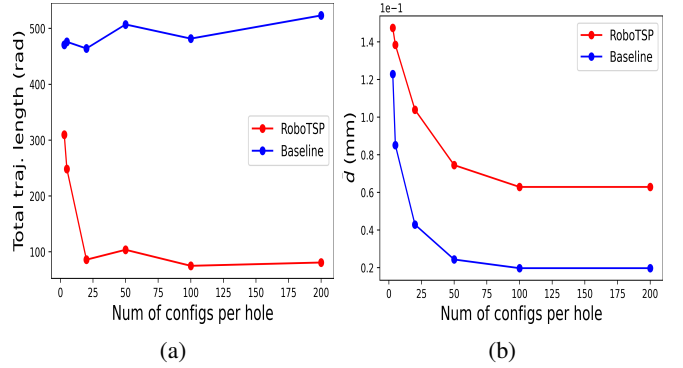 500
400
300
200
100
Total traj. length (rad)
RoboTSP
Baseline
0 25 50 75 100 125 150 175 200
Num of configs per hole
(a)
1e−1
1.4
1.2
1.0
0.8
0.6
0.4
0.2
d (mm)
RoboTSP
Baseline
0 25 50 75 100 125 150 175 200
Num of configs per hole
(b)